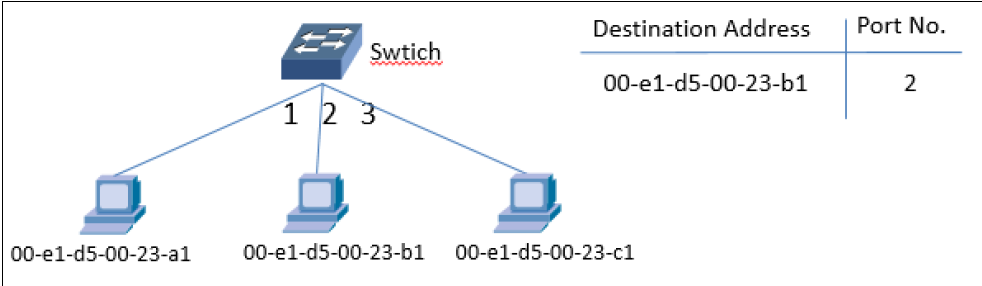 Swtich
1 2 3
00-e1-d5-00-23-a1 00-e1-d5-00-23-b1 00-e1-d5-00-23-c1
Destination Address Port No.
00-e1-d5-00-23-b1 2